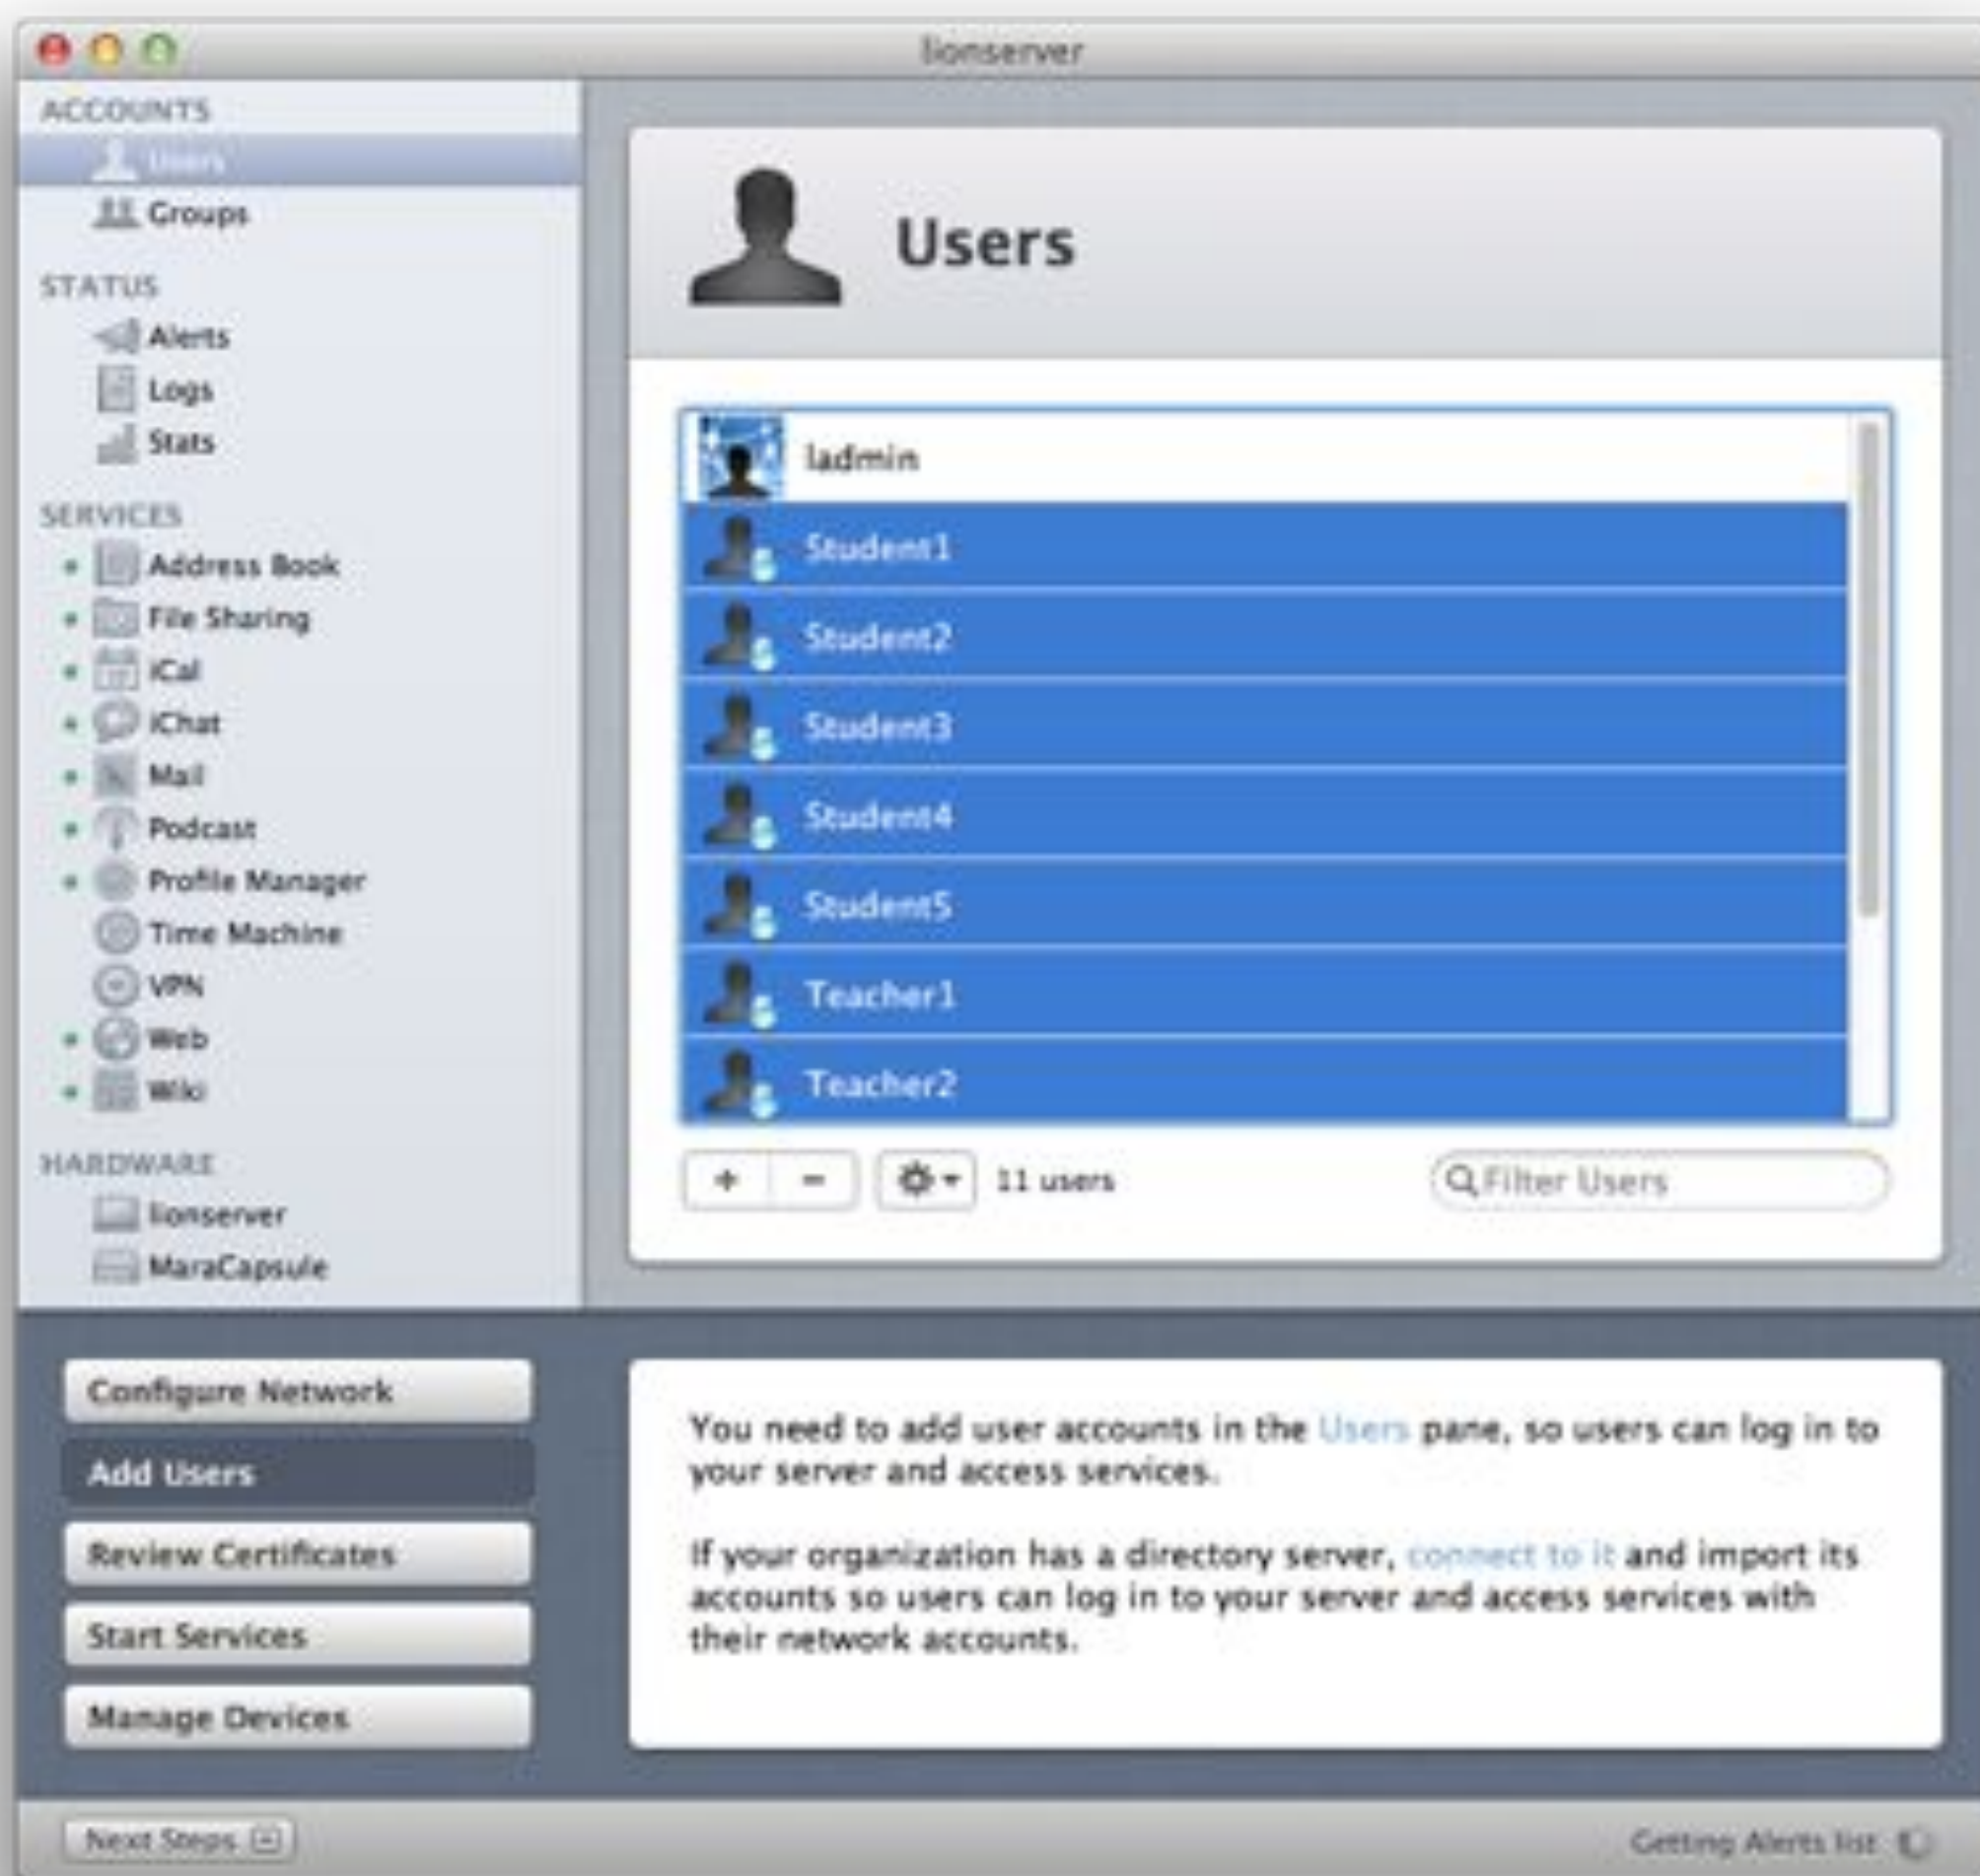 lionserver
ACCOUNTS
Users
Groups
STATUS
Alerts
Logs
Stats
SERVICES
Address Book
File Sharing
iCal
iChat
Mail
Podcast
Profile Manager
Time Machine
VPN
Web
Wiki
HARDWARE
lionserver
MaraCapsule
Users
ladmin
Student1
Student2
Student3
Student4
Student5
Teacher1
Teacher2
+ − 11 users
Filter Users
Configure Network
Add Users
Review Certificates
Start Services
Manage Devices
You need to add user accounts in the Users pane, so users can log in to
your server and access services.
If your organization has a directory server, connect to it and import its
accounts so users can log in to your server and access services with
their network accounts.
Next Steps
Getting Alerts list